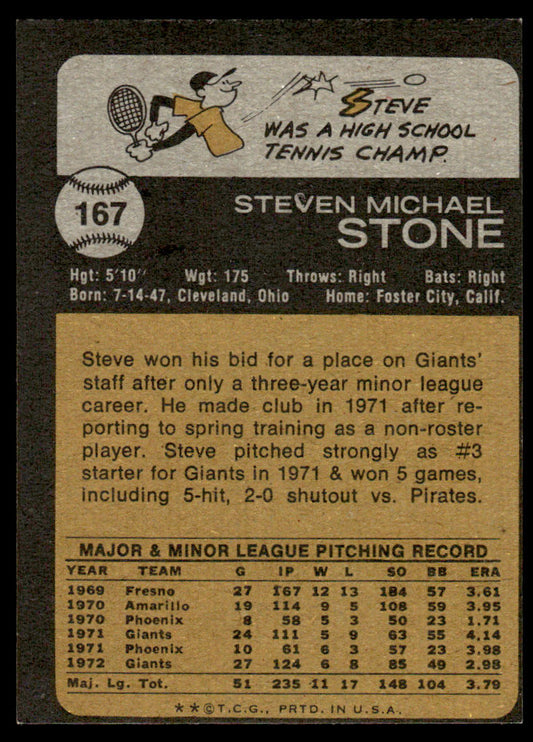 STEVE
WAS A HIGH SCHOOL
TENNIS CHAMP.
167
STEVEN MICHAEL
STONE
Hgt: 5'10" Wgt: 175 Throws: Right Bats: Right
Born: 7-14-47, Cleveland, Ohio Home: Foster City, Calif.
Steve won his bid for a place on Giants'
staff after only a three-year minor league
career. He made club in 1971 after re-
porting to spring training as a non-roster
player. Steve pitched strongly as #3
starter for Giants in 1971 & won 5 games,
including 5-hit, 2-0 shutout vs. Pirates.
MAJOR & MINOR LEAGUE PITCHING RECORD
YEAR TEAM G IP W L SO BB ERA
1969 Fresno 27 167 12 13 184 57 3.61
1970 Amarillo 19 114 9 5 108 59 3.95
1970 Phoenix 8 58 5 3 50 23 1.71
1971 Giants 24 111 5 9 63 55 4.14
1971 Phoenix 10 61 6 3 57 23 3.98
1972 Giants 27 124 6 8 85 49 2.98
Maj. Lg. Tot. 51 235 11 17 148 104 3.79
**©T.C.G., PRTD. IN U.S.A.